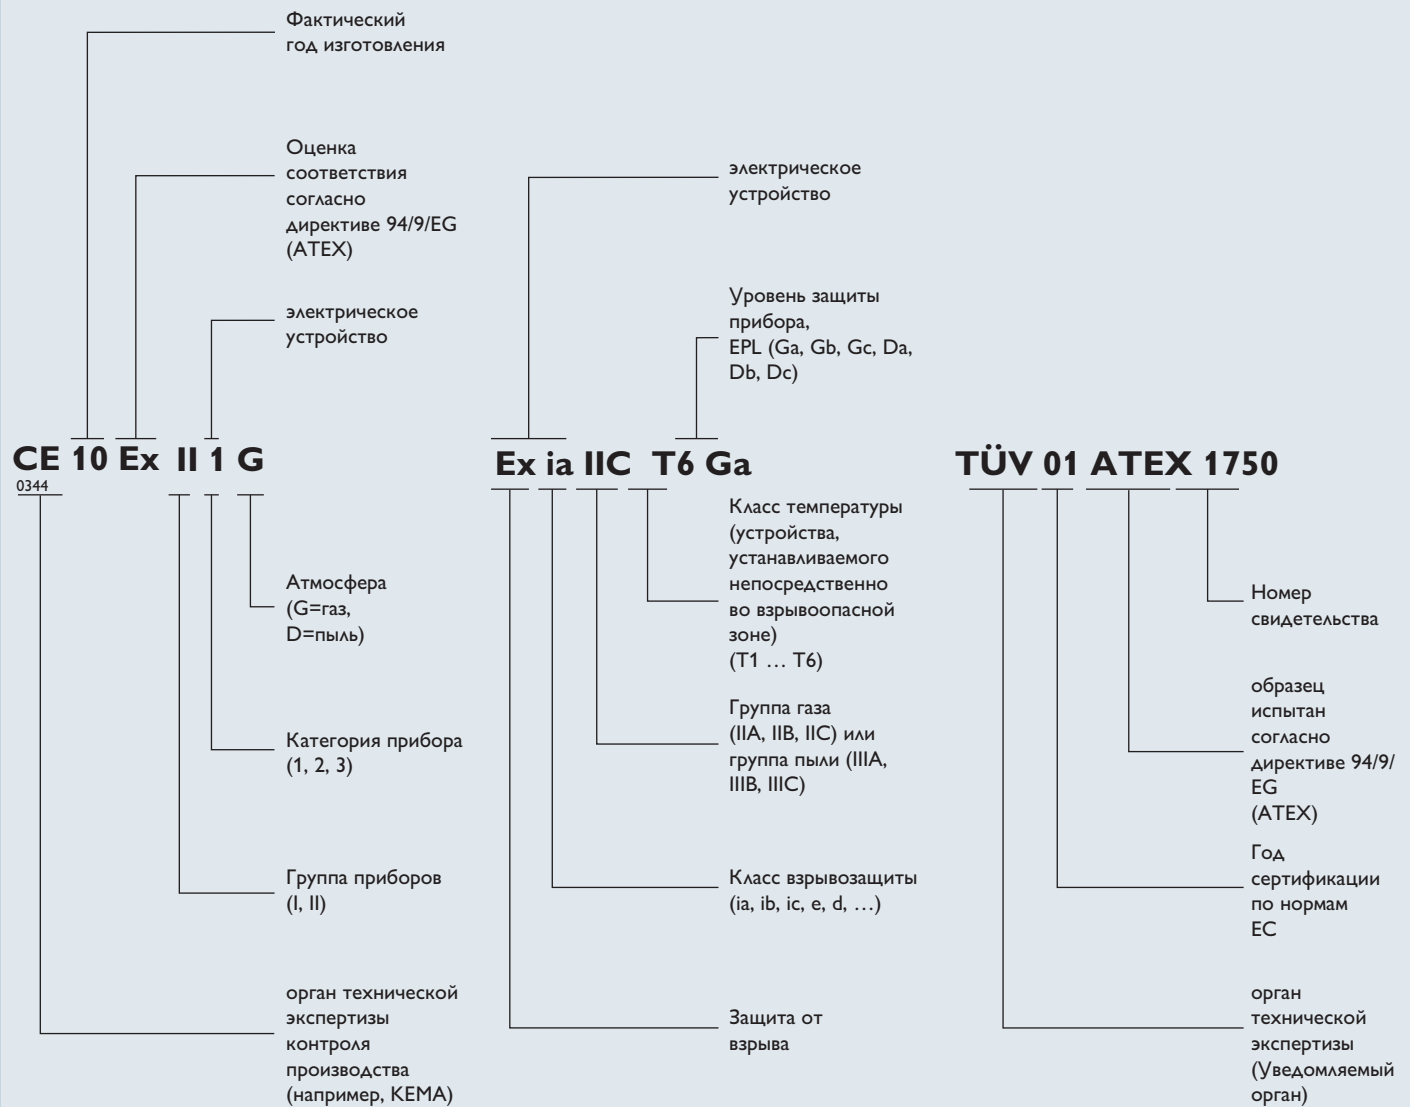 Фактический
год изготовления
Оценка
соответствия
согласно
директиве 94/9/EG
(ATEX)
электрическое
устройство
электрическое
устройство
Уровень защиты
прибора,
EPL (Ga, Gb, Gc, Da,
Db, Dc)
CE 10 Ex II 1 G
0344
Ex ia IIC T6 Ga
TÜV 01 ATEX 1750
Атмосфера
(G=газ,
D=пыль)
Категория прибора
(1, 2, 3)
Группа приборов
(I, II)
орган технической
экспертизы
контроля
производства
(например, KEMA)
Класс температуры
(устройства,
устанавливаемого
непосредственно
во взрывоопасной
зоне)
(T1 … T6)
Группа газа
(IIA, IIB, IIC) или
группа пыли (IIIA,
IIIB, IIIC)
Класс взрывозащиты
(ia, ib, ic, e, d, …)
Защита от
взрыва
Номер
свидетельства
образец
испытан
согласно
директиве 94/9/
EG
(ATEX)
Год
сертификации
по нормам
ЕС
орган
технической
экспертизы
(Уведомляемый
орган)